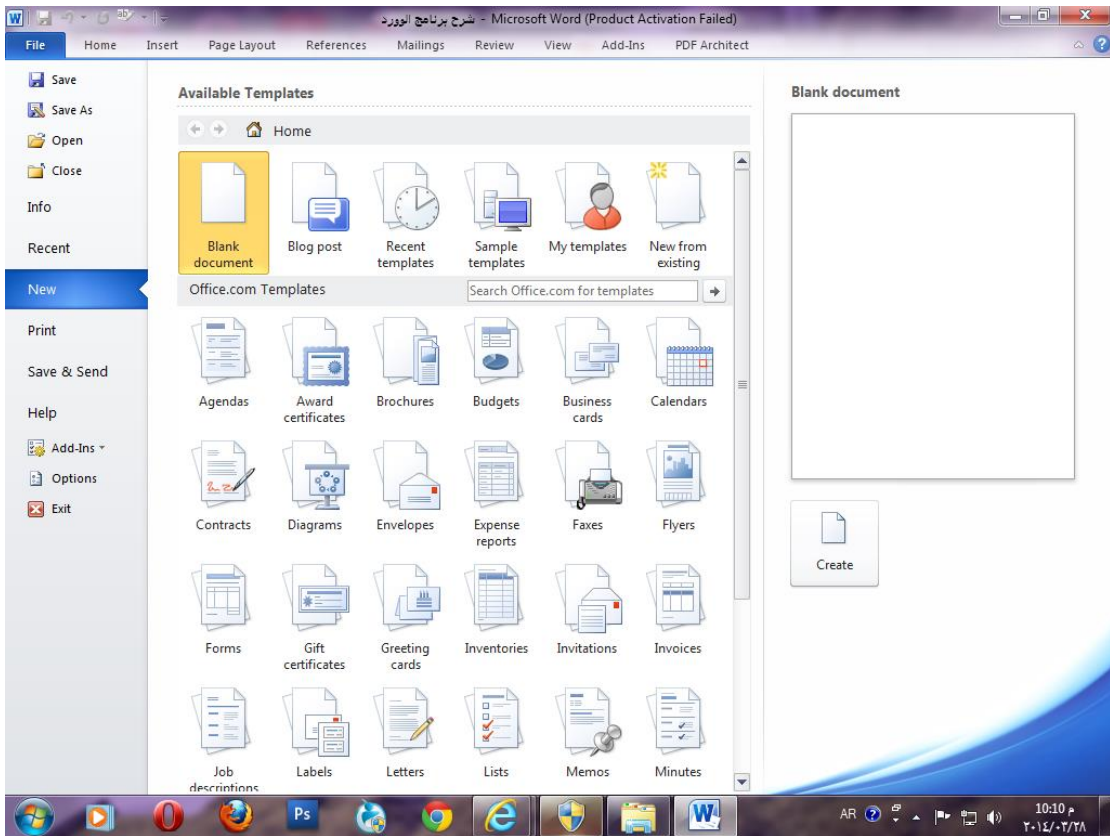 شرح برنامج الوورد - Microsoft Word (Product Activation Failed)
File Home Insert Page Layout References Mailings Review View Add-Ins PDF Architect
Save
Save As
Open
Close
Info
Recent
New
Print
Save & Send
Help
Add-Ins
Options
Exit
Available Templates
Home
Blank document
Blog post
Recent templates
Sample templates
My templates
New from existing
Office.com Templates
Search Office.com for templates
Agendas
Award certificates
Brochures
Budgets
Business cards
Calendars
Contracts
Diagrams
Envelopes
Expense reports
Faxes
Flyers
Forms
Gift certificates
Greeting cards
Inventories
Invitations
Invoices
Job descriptions
Labels
Letters
Lists
Memos
Minutes
Blank document
Create
Ps
AR
10:10 م
٢٠١٤/٠٣/٢٨